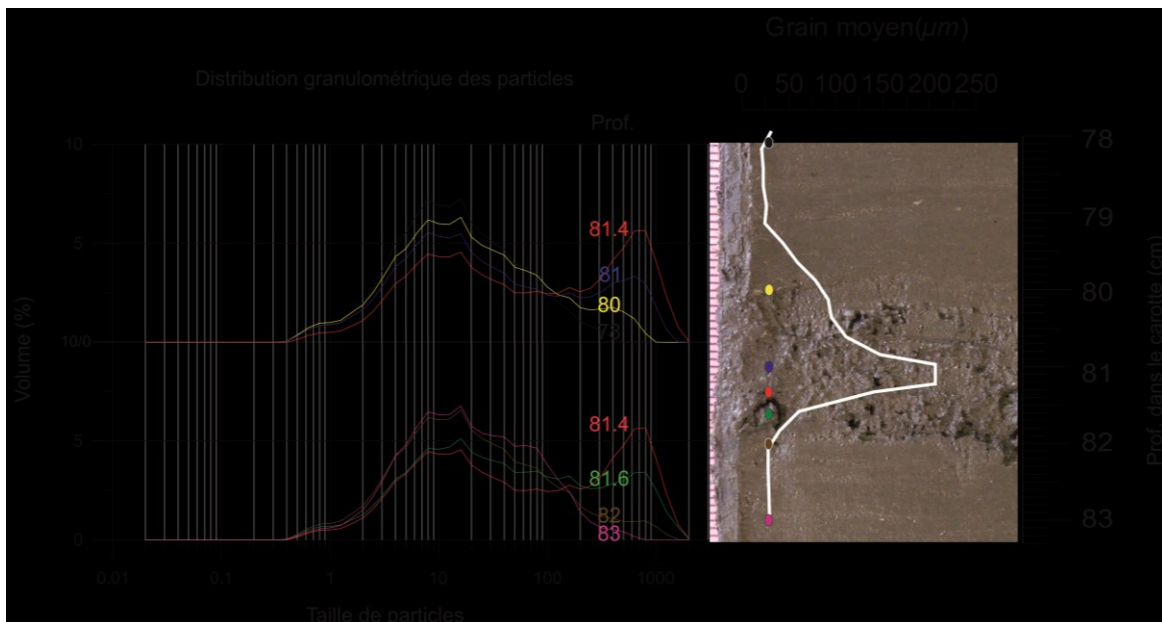 Grain moyen(µm)
0 50 100 150 200 250
Distribution granulométrique des particles
Prof.
10
5
10/0
5
0
Volume (%)
81.4
81
80
78
81.4
81.6
82
83
0.01 0.1 1 10 100 1000
Taille de particles
78
79
80
81
82
83
Prof. dans le carotte (cm)